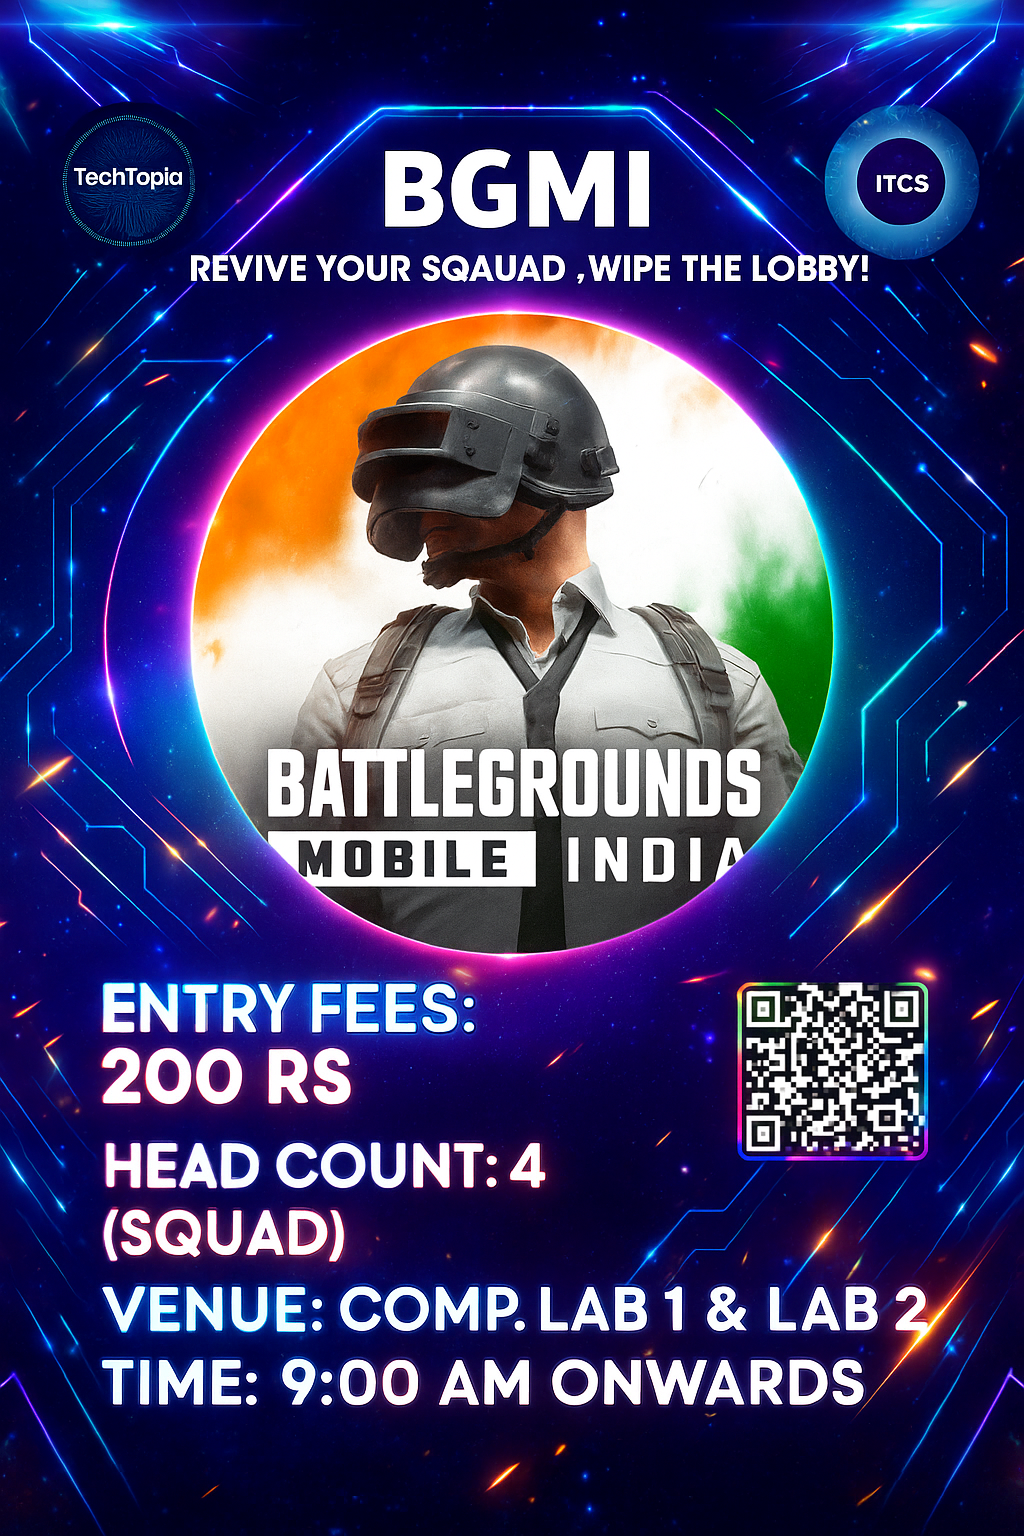 TechTopia
BGMI
ITCS
REVIVE YOUR SQAUAD ,WIPE THE LOBBY!
BATTLEGROUNDS
MOBILE INDIA
ENTRY FEES:
200 RS
HEAD COUNT: 4
(SQUAD)
VENUE: COMP. LAB 1 & LAB 2
TIME: 9:00 AM ONWARDS